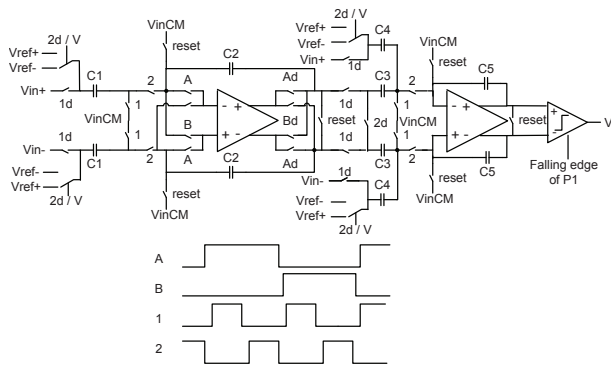 VinCM
2d / V
VinCM
2d / V
Vref+
reset
C2
Vref+
C4
reset
Vref-
Vref-
C1
2
A
Ad
Vin+
1d
C3
2
C5
Vin+
1d
1d
1
- +
Bd
reset
2d
1
- +
reset
+
V
VinCM
VinCM
B
+ -
1
1d
1
+ -
-
Vin-
1d
2
A
Ad
C3
2
C5
Falling edge
of P1
C1
C2
Vin-
1d
C4
Vref-
reset
reset
Vref+
Vref-
VinCM
2d / V
VinCM
Vref+
2d / V
A
B
1
2